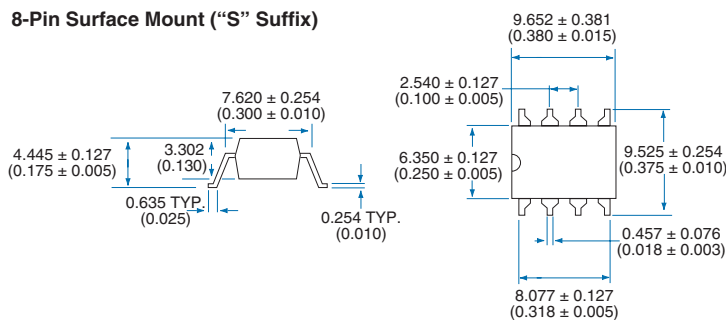 8-Pin Surface Mount (“S” Suffix)
9.652 ± 0.381
(0.380 ± 0.015)
7.620 ± 0.254
(0.300 ± 0.010)
2.540 ± 0.127
(0.100 ± 0.005)
4.445 ± 0.127
(0.175 ± 0.005)
3.302
(0.130)
6.350 ± 0.127
(0.250 ± 0.005)
9.525 ± 0.254
(0.375 ± 0.010)
0.635 TYP.
(0.025)
0.254 TYP.
(0.010)
0.457 ± 0.076
(0.018 ± 0.003)
8.077 ± 0.127
(0.318 ± 0.005)